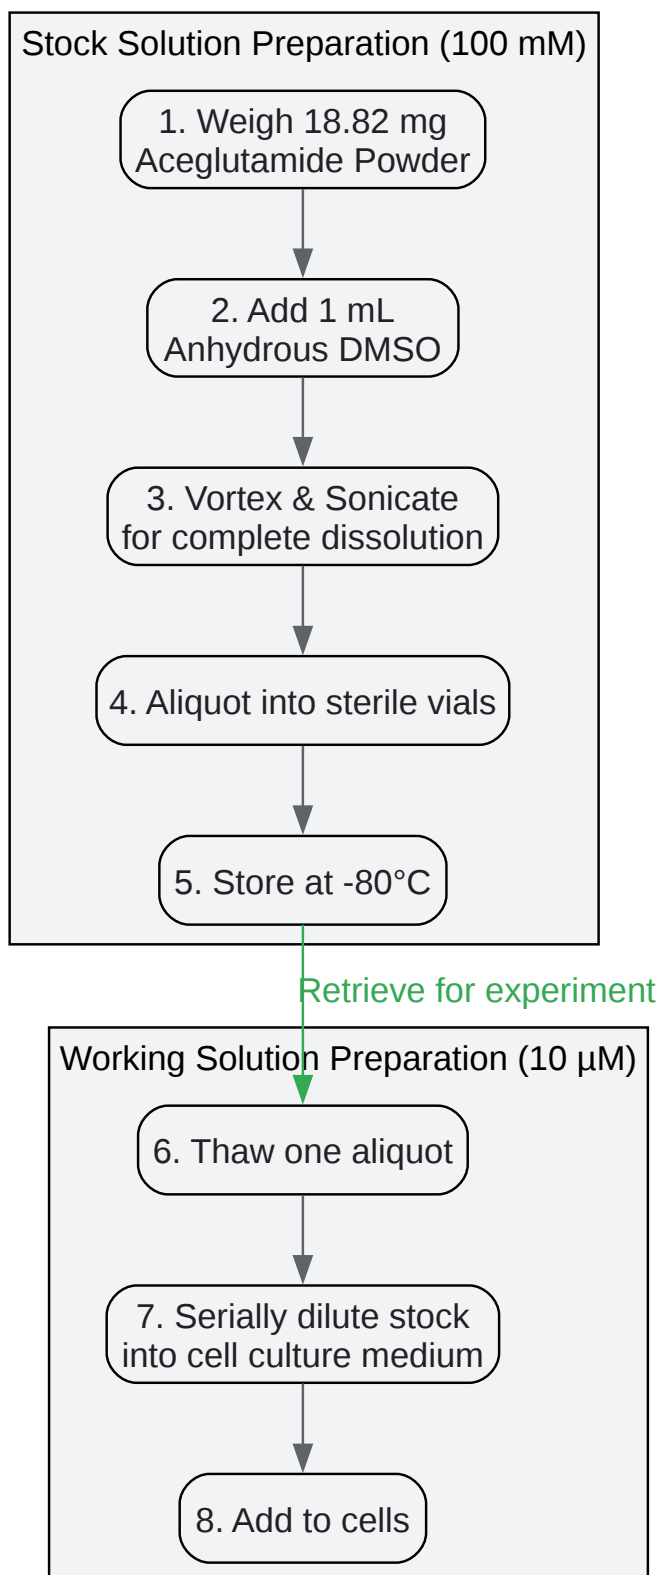 Stock Solution Preparation (100 mM)
1. Weigh 18.82 mg
Aceglutamide Powder
2. Add 1 mL
Anhydrous DMSO
3. Vortex & Sonicate
for complete dissolution
4. Aliquot into sterile vials
5. Store at -80°C
Retrieve for experiment
Working Solution Preparation (10 µM)
6. Thaw one aliquot
7. Serially dilute stock
into cell culture medium
8. Add to cells